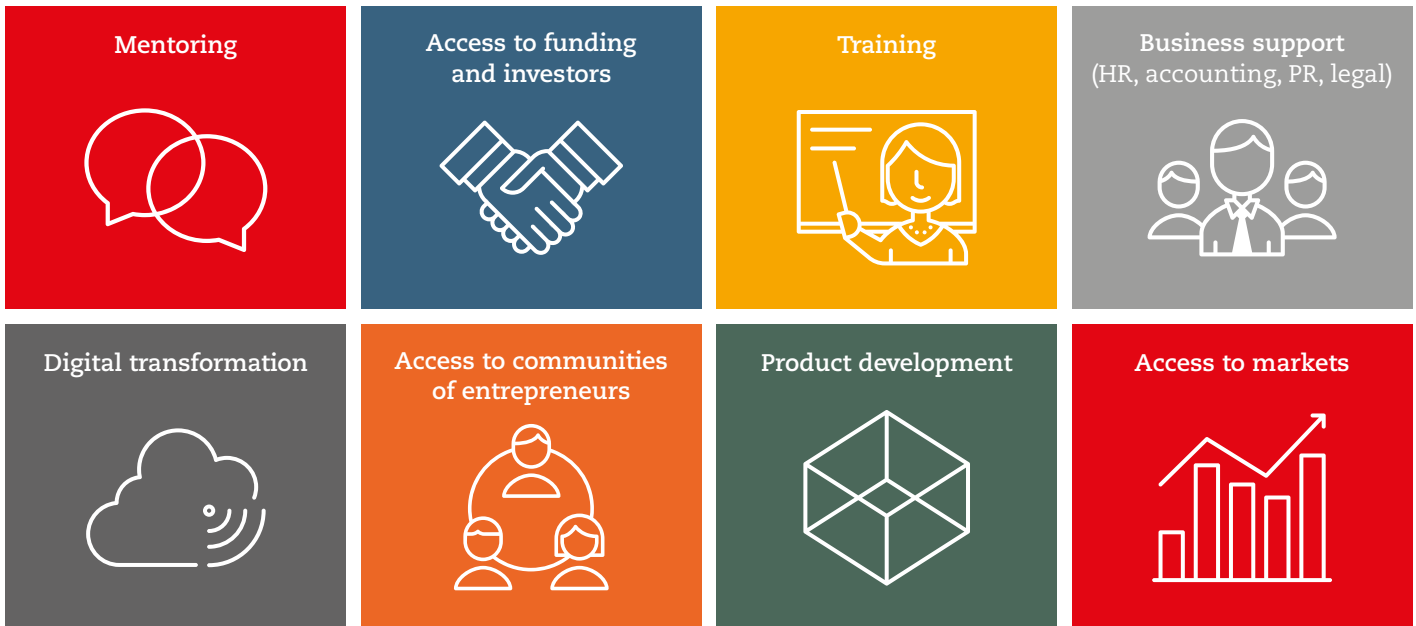 Mentoring
Access to funding
and investors
Training
Business support
(HR, accounting, PR, legal)
Digital transformation
Access to communities
of entrepreneurs
Product development
Access to markets